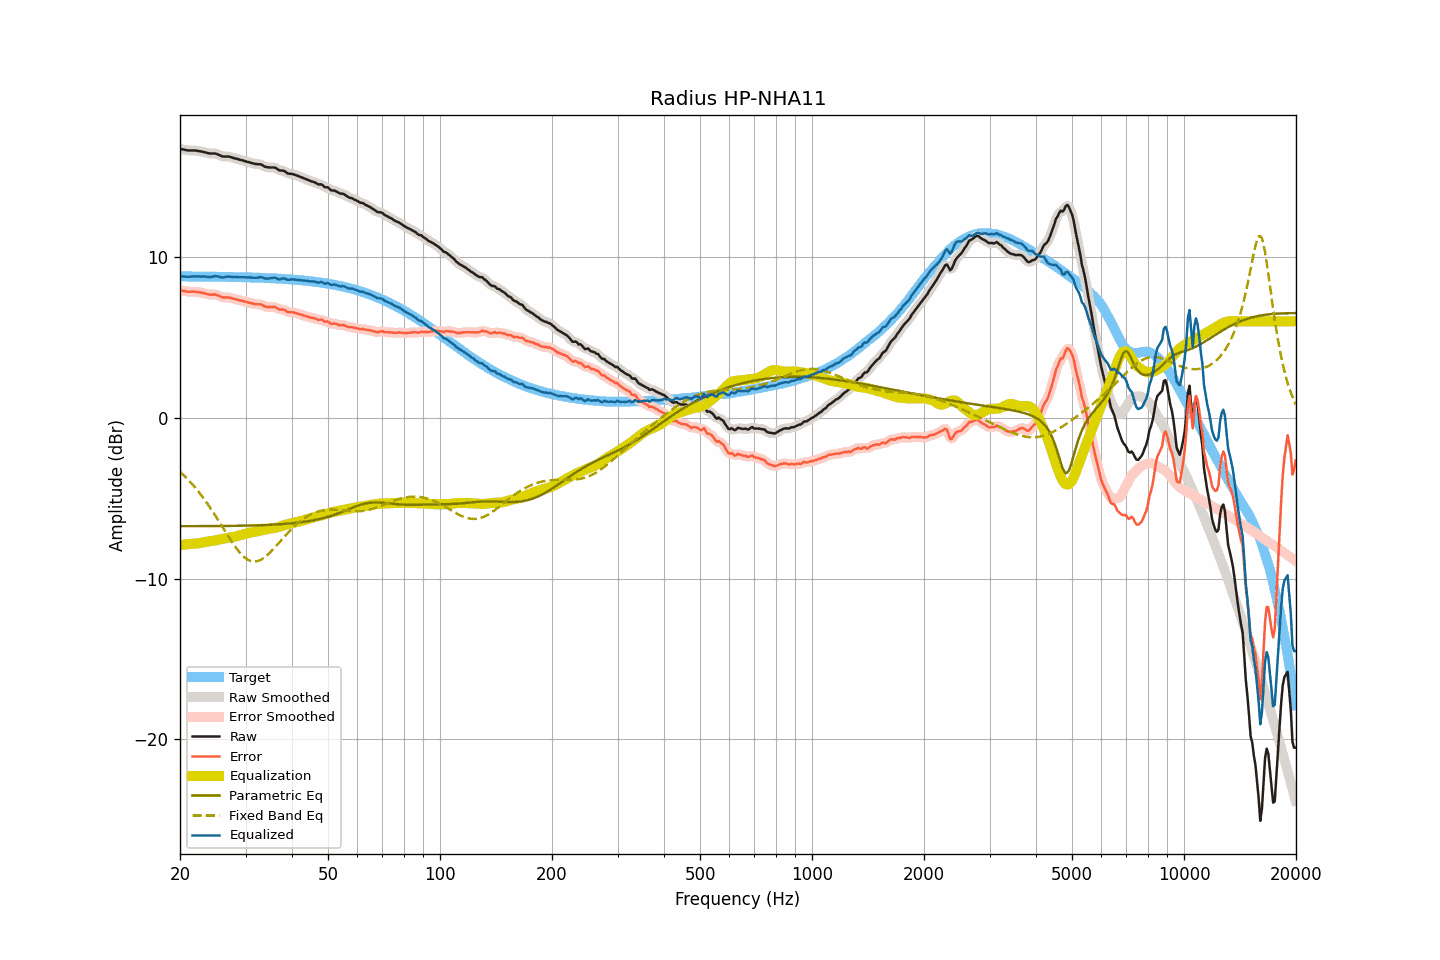 Radius HP-NHA11
Amplitude (dBr)
10
0
−10
−20
Target
Raw Smoothed
Error Smoothed
Raw
Error
Equalization
Parametric Eq
Fixed Band Eq
Equalized
20 50 100 200 500 1000 2000 5000 10000 20000
Frequency (Hz)